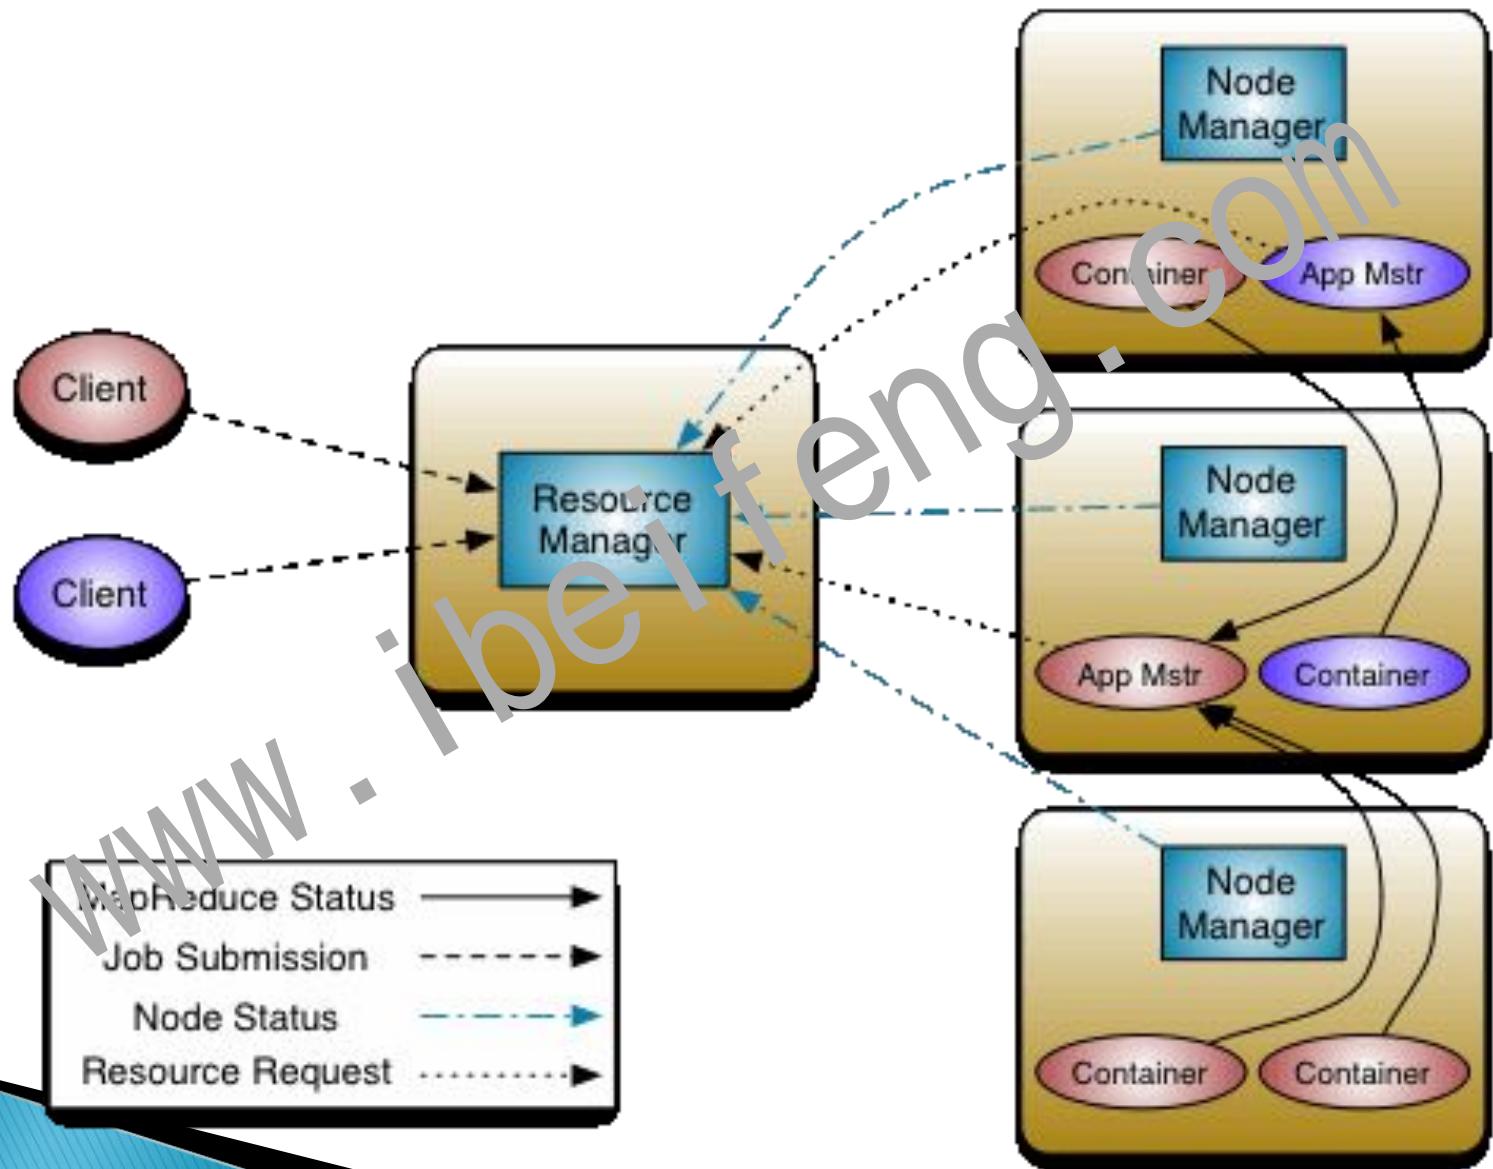 Node
Manager
Container
App Mstr
Client
Client
Resource
Manager
Node
Manager
App Mstr
Container
Node
Manager
Container
Container
MapReduce Status
Job Submission
Node Status
Resource Request
www.ibeifeng.com